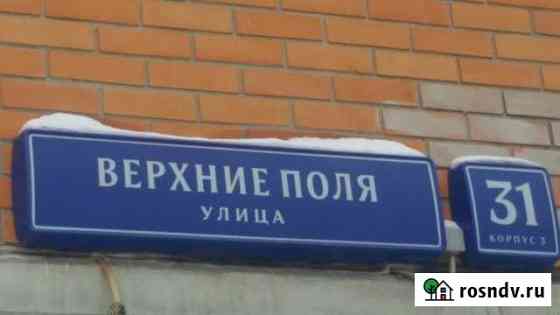 ВЕРХНИЕ ПОЛЯ
УЛИЦА
31
КОРПУС 3
rosndv.ru